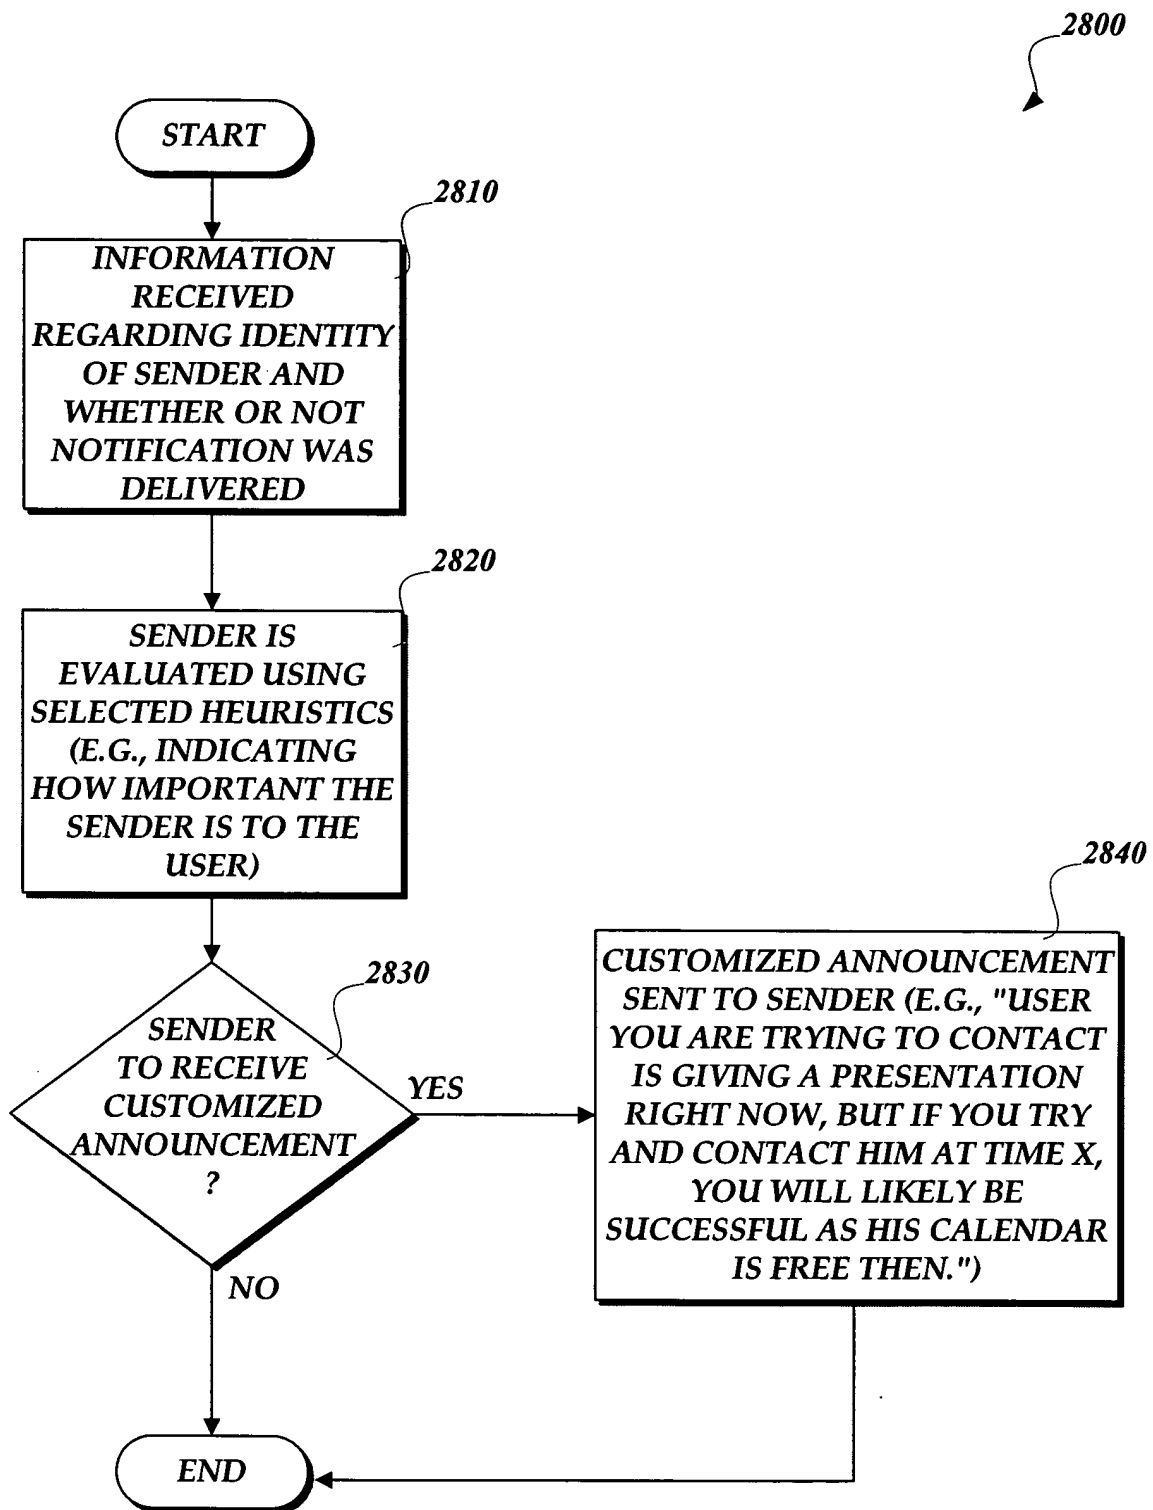 2800
START
2810
INFORMATION
RECEIVED
REGARDING IDENTITY
OF SENDER AND
WHETHER OR NOT
NOTIFICATION WAS
DELIVERED
2820
SENDER IS
EVALUATED USING
SELECTED HEURISTICS
(E.G., INDICATING
HOW IMPORTANT THE
SENDER IS TO THE
USER)
2830
SENDER
TO RECEIVE
CUSTOMIZED
ANNOUNCEMENT
?
YES
NO
2840
CUSTOMIZED ANNOUNCEMENT
SENT TO SENDER (E.G., "USER
YOU ARE TRYING TO CONTACT
IS GIVING A PRESENTATION
RIGHT NOW, BUT IF YOU TRY
AND CONTACT HIM AT TIME X,
YOU WILL LIKELY BE
SUCCESSFUL AS HIS CALENDAR
IS FREE THEN.")
END